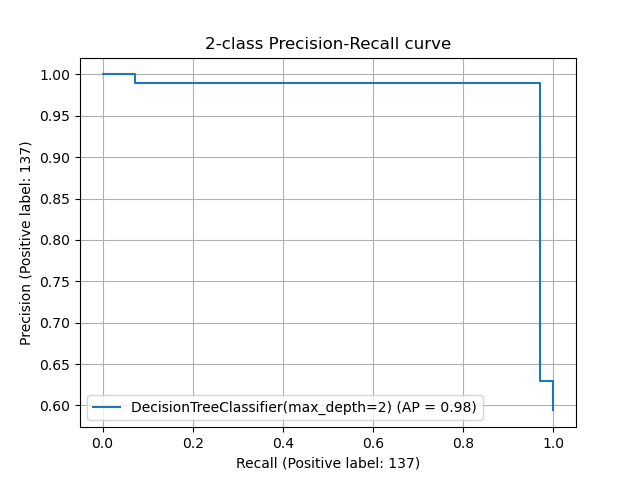 2-class Precision-Recall curve
Precision (Positive label: 137)
1.00
0.95
0.90
0.85
0.80
0.75
0.70
0.65
0.60
DecisionTreeClassifier(max_depth=2) (AP = 0.98)
0.0 0.2 0.4 0.6 0.8 1.0
Recall (Positive label: 137)